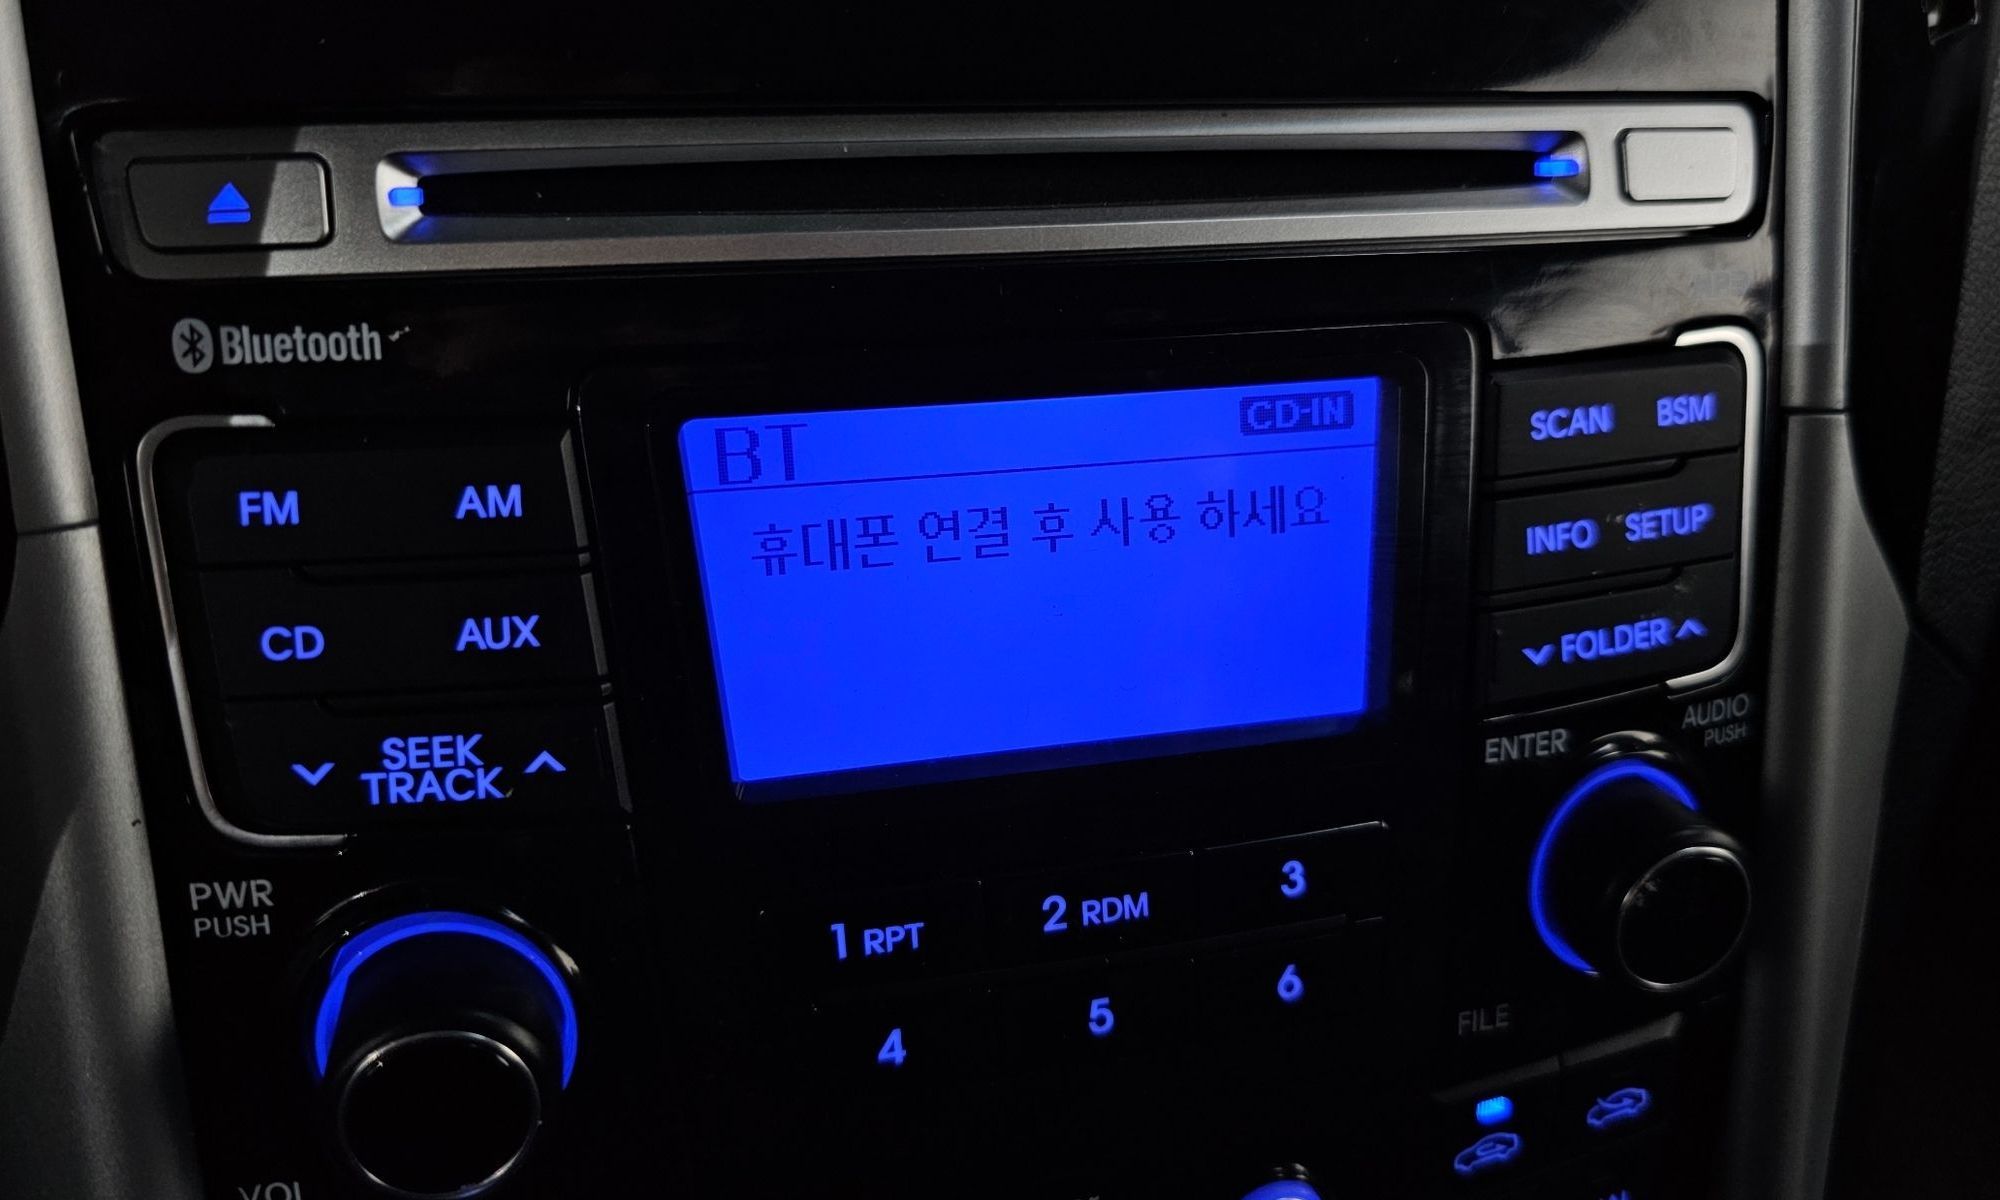 Bluetooth
BT CD-IN
휴대폰 연결 후 사용 하세요
FM AM
CD AUX
SEEK
TRACK
SCAN BSM
INFO SETUP
FOLDER
ENTER
AUDIO
PUSH
PWR
PUSH
VOL
1 RPT 2 RDM 3
4 5 6
FILE